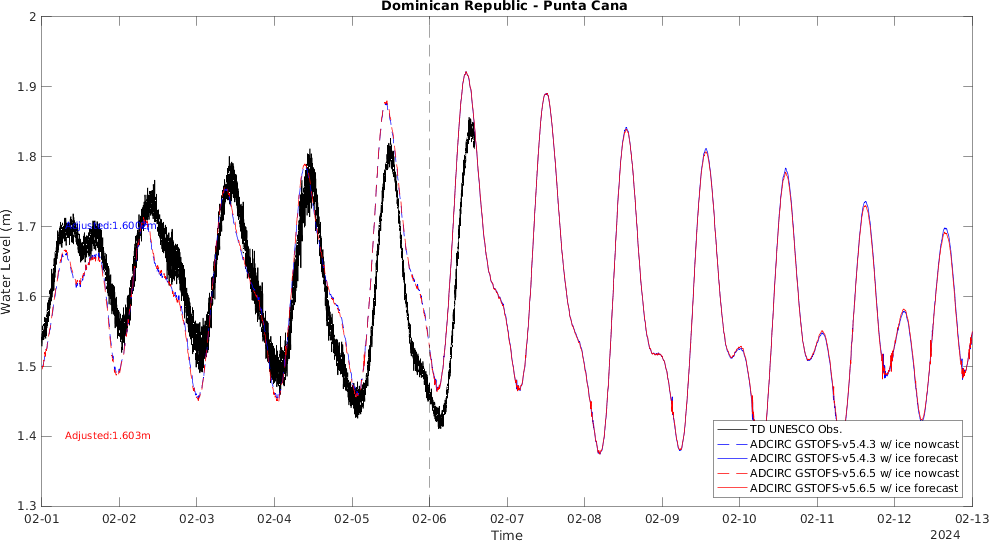 Dominican Republic - Punta Cana
2
1.9
1.8
1.7
1.6
1.5
1.4
1.3
Water Level (m)
Adjusted:1.600m
Adjusted:1.603m
TD UNESCO Obs.
ADCIRC GSTOFS-v5.4.3 w/ ice nowcast
ADCIRC GSTOFS-v5.4.3 w/ ice forecast
ADCIRC GSTOFS-v5.6.5 w/ ice nowcast
ADCIRC GSTOFS-v5.6.5 w/ ice forecast
02-01 02-02 02-03 02-04 02-05 02-06 02-07 02-08 02-09 02-10 02-11 02-12 02-13
Time
2024